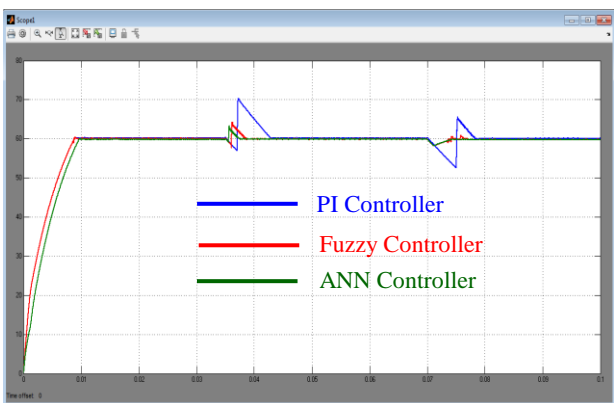 Scope1
80
70
60
50
40
30
20
10
0
PI Controller
Fuzzy Controller
ANN Controller
0 0.01 0.02 0.03 0.04 0.05 0.06 0.07 0.08 0.09 0.1
Time offset: 0